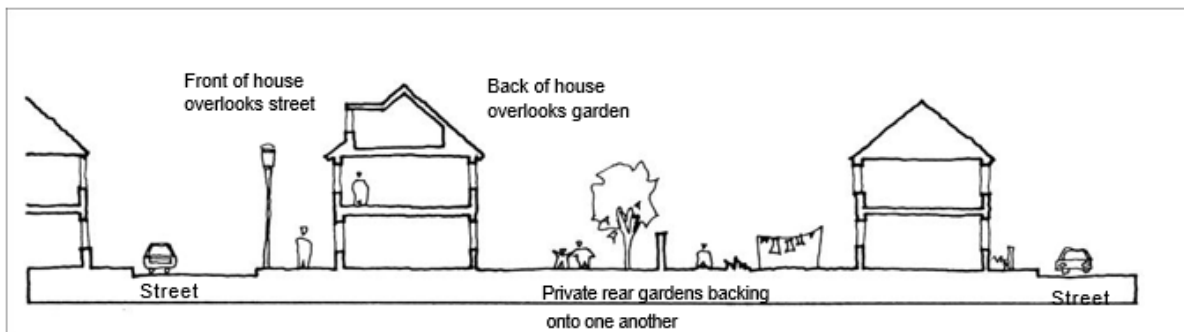 Front of house
overlooks street
Back of house
overlooks garden
Street
Private rear gardens backing
onto one another
Street